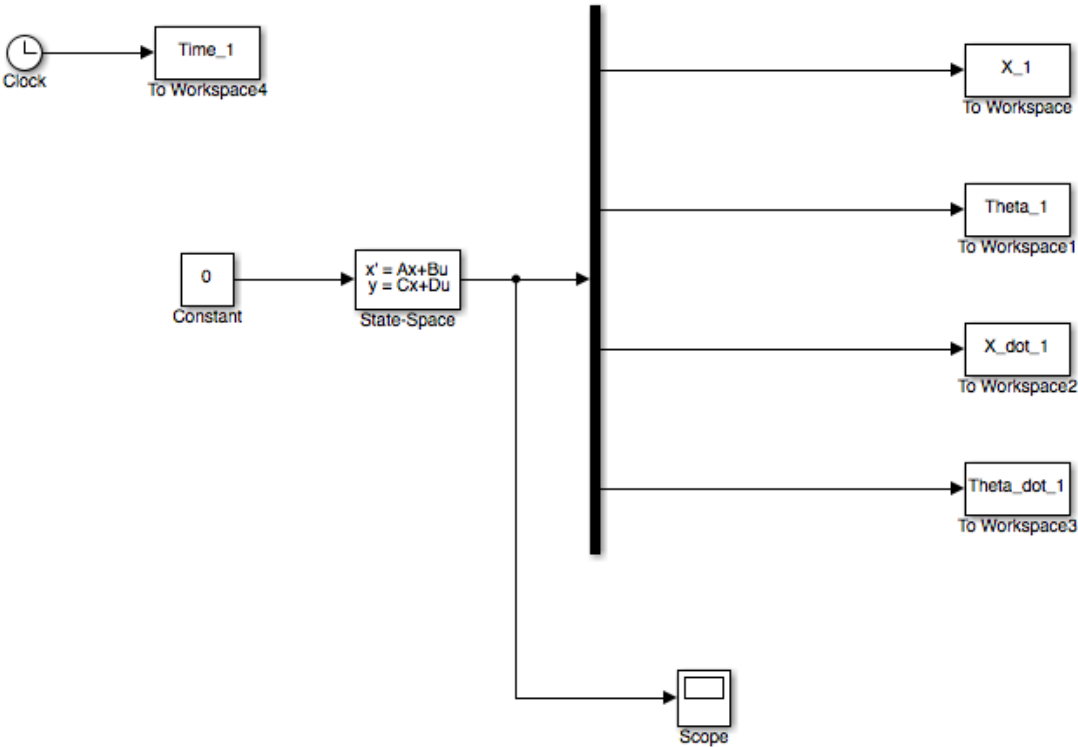 Time_1
Clock
To Workspace4
X_1
To Workspace
Theta_1
To Workspace1
0
Constant
x' = Ax+Bu
y = Cx+Du
State-Space
X_dot_1
To Workspace2
Theta_dot_1
To Workspace3
Scope